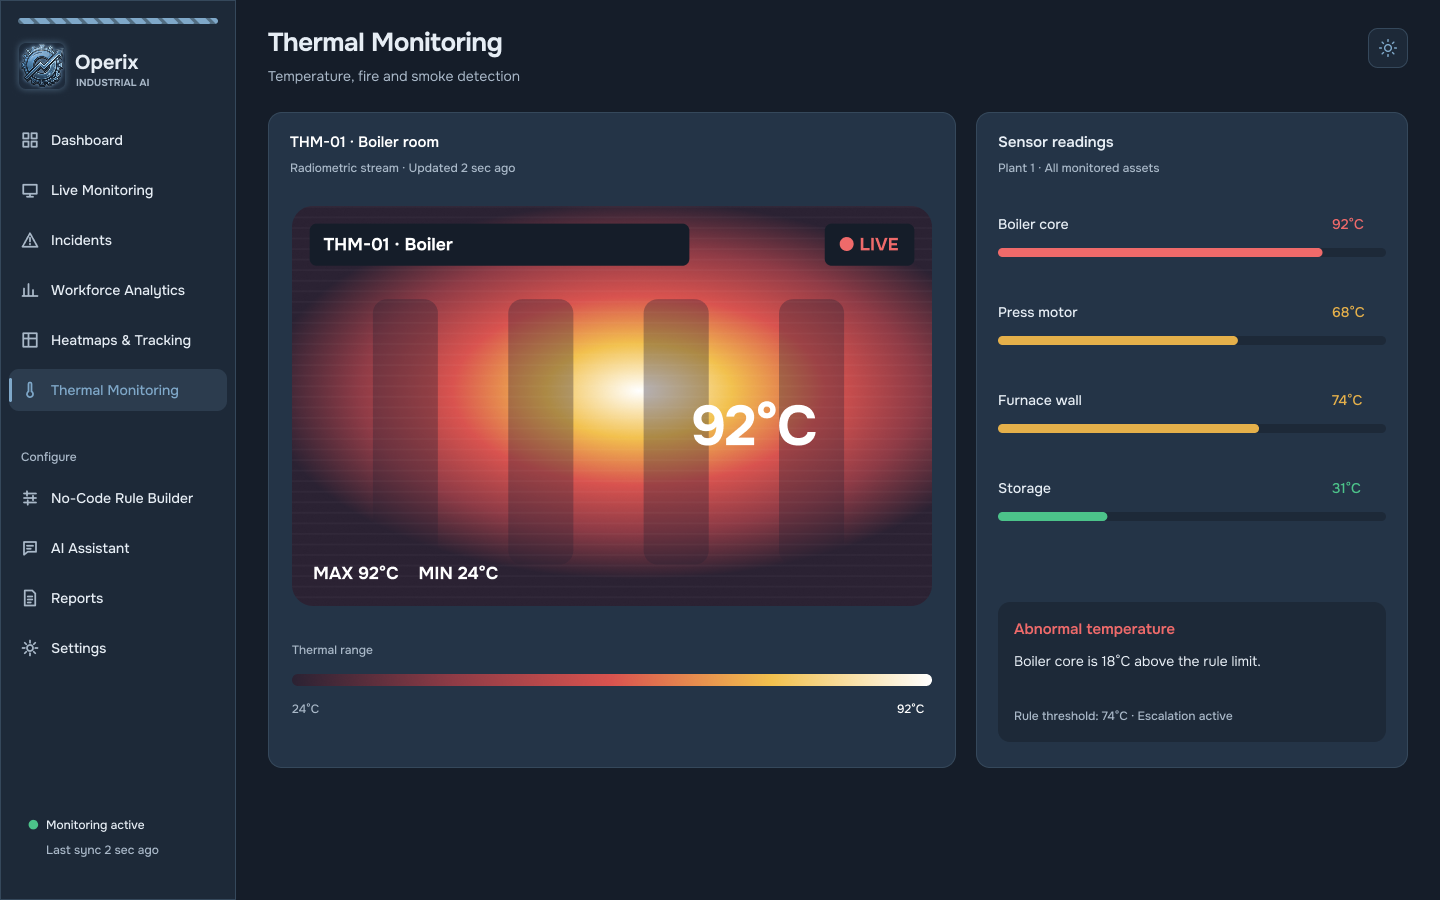 Operix
INDUSTRIAL AI
Dashboard
Live Monitoring
Incidents
Workforce Analytics
Heatmaps & Tracking
Thermal Monitoring
Configure
No-Code Rule Builder
AI Assistant
Reports
Settings
Monitoring active
Last sync 2 sec ago
Thermal Monitoring
Temperature, fire and smoke detection
THM-01 · Boiler room
Radiometric stream · Updated 2 sec ago
THM-01 · Boiler
LIVE
92°C
MAX 92°C MIN 24°C
Thermal range
24°C 92°C
Sensor readings
Plant 1 · All monitored assets
Boiler core 92°C
Press motor 68°C
Furnace wall 74°C
Storage 31°C
Abnormal temperature
Boiler core is 18°C above the rule limit.
Rule threshold: 74°C · Escalation active